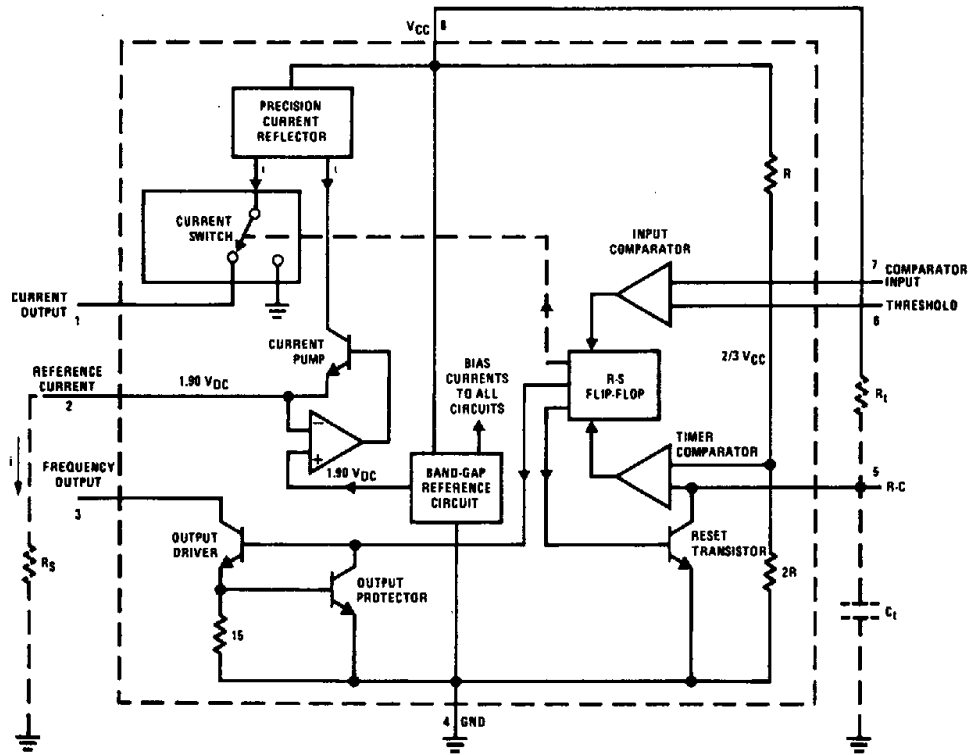 VCC 8
PRECISION
CURRENT
REFLECTOR
i
i
R
CURRENT
SWITCH
INPUT
COMPARATOR
7 COMPARATOR
INPUT
THRESHOLD
6
CURRENT
OUTPUT
1
CURRENT
PUMP
2/3 VCC
BIAS
CURRENTS
TO ALL
CIRCUITS
R-S
FLIP-FLOP
REFERENCE
CURRENT
2
1.90 VDC
Rt
i
−
+
TIMER
COMPARATOR
FREQUENCY
OUTPUT
3
1.90 VDC
BAND-GAP
REFERENCE
CIRCUIT
5
R-C
OUTPUT
DRIVER
RESET
TRANSISTOR
RS
2R
OUTPUT
PROTECTOR
Ct
15
4 GND